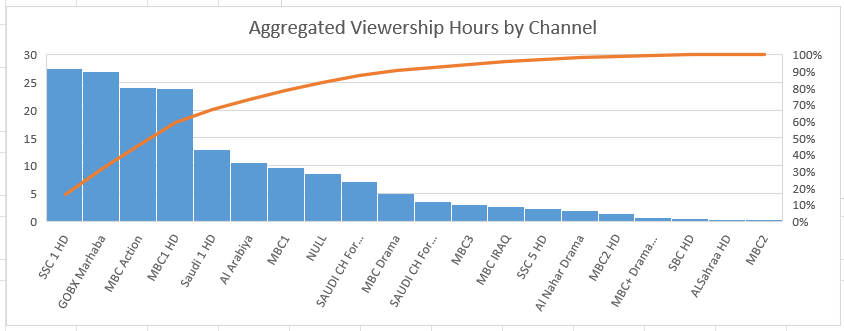 Aggregated Viewership Hours by Channel
30
25
20
15
10
5
0
100%
90%
80%
70%
60%
50%
40%
30%
20%
10%
0%
SSC 1 HD
GOBX Marhaba
MBC Action
MBC1 HD
Saudi 1 HD
Al Arabiya
MBC1
NULL
SAUDI CH For...
MBC Drama
SAUDI CH For...
MBC3
MBC IRAQ
SSC 5 HD
Al Nahar Drama
MBC2 HD
MBC+ Drama...
SBC HD
ALSahraa HD
MBC2